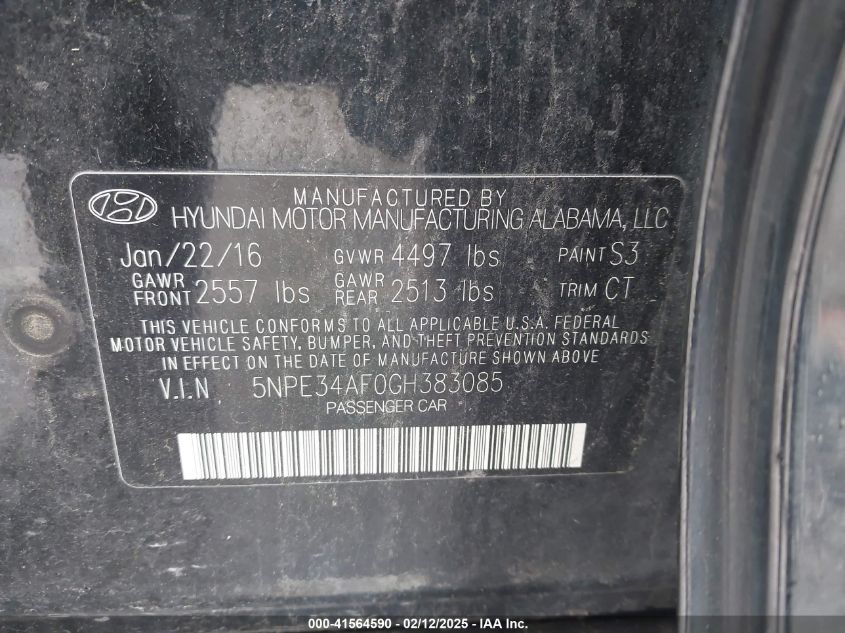 MANUFACTURED BY
HYUNDAI MOTOR MANUFACTURING ALABAMA, LLC
Jan/22/16 GVWR 4497 lbs PAINT S3
GAWR FRONT 2557 lbs GAWR REAR 2513 lbs TRIM CT
THIS VEHICLE CONFORMS TO ALL APPLICABLE U.S.A. FEDERAL
MOTOR VEHICLE SAFETY, BUMPER, AND THEFT PREVENTION STANDARDS
IN EFFECT ON THE DATE OF MANUFACTURE SHOWN ABOVE
V.I.N 5NPE34AF0GH383085
PASSENGER CAR
000-41564590 - 02/12/2025 - IAA Inc.